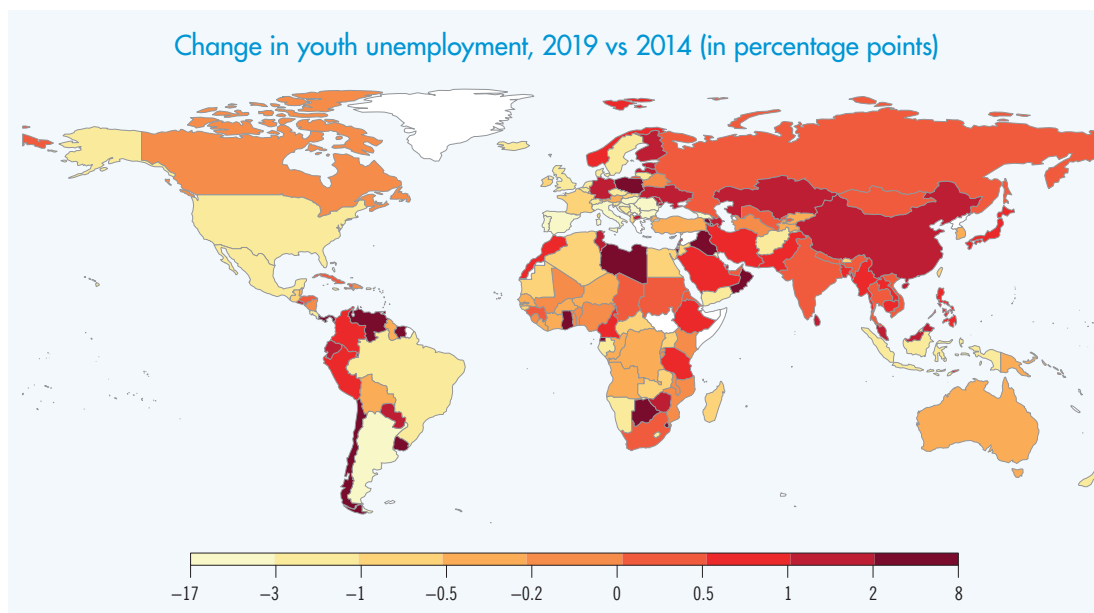 Change in youth unemployment, 2019 vs 2014 (in percentage points)
−17 −3 −1 −0.5 −0.2 0 0.5 1 2 8